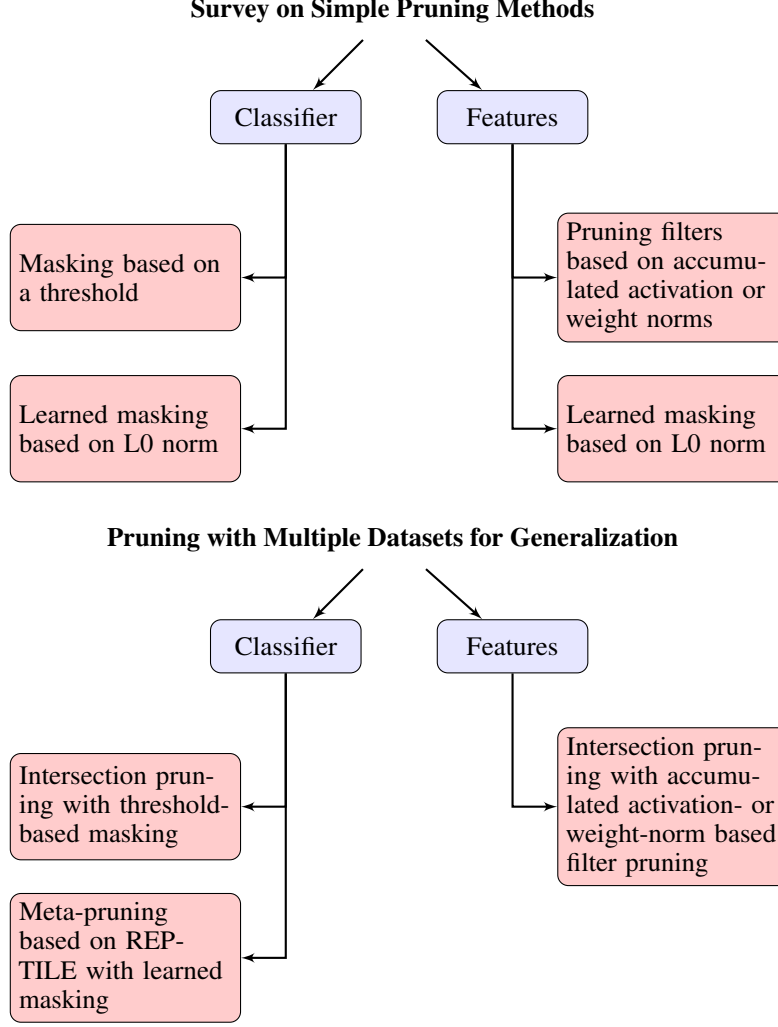 Survey on Simple Pruning Methods
Classifier
Features
Masking based on
a threshold
Pruning filters
based on accumu-
lated activation or
weight norms
Learned masking
based on L0 norm
Learned masking
based on L0 norm
Pruning with Multiple Datasets for Generalization
Classifier
Features
Intersection prun-
ing with threshold-
based masking
Intersection prun-
ing with accumu-
lated activation- or
weight-norm based
filter pruning
Meta-pruning
based on REP-
TILE with learned
masking